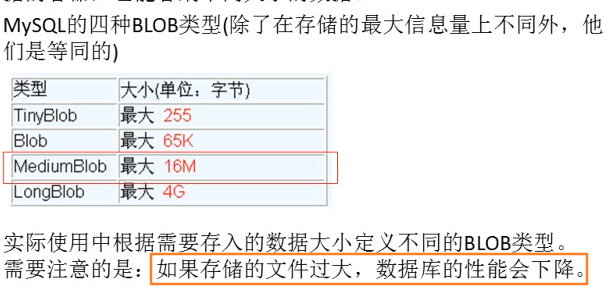 MySQL的四种BLOB类型(除了在存储的最大信息量上不同外，他
们是等同的)
类型 大小(单位：字节)
TinyBlob 最大 255
Blob 最大 65K
MediumBlob 最大 16M
LongBlob 最大 4G
实际使用中根据需要存入的数据大小定义不同的BLOB类型。
需要注意的是：如果存储的文件过大，数据库的性能会下降。